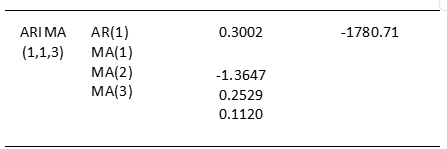 ARIMA AR(1) 0.3002 -1780.71
(1,1,3) MA(1)
MA(2) -1.3647
MA(3) 0.2529
0.1120